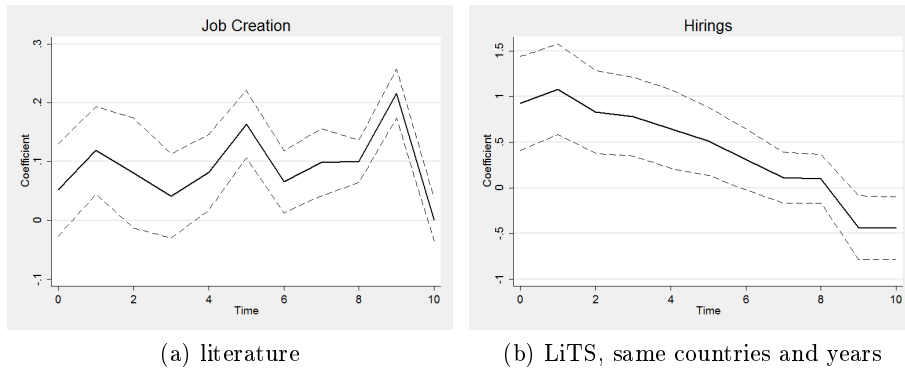 Job Creation
Coefficient
.3
.2
.1
0
-.1
0 2 4 6 8 10
Time
(a) literature
Hirings
Coefficient
1.5
1
.5
0
-.5
-1
0 2 4 6 8 10
Time
(b) LiTS, same countries and years